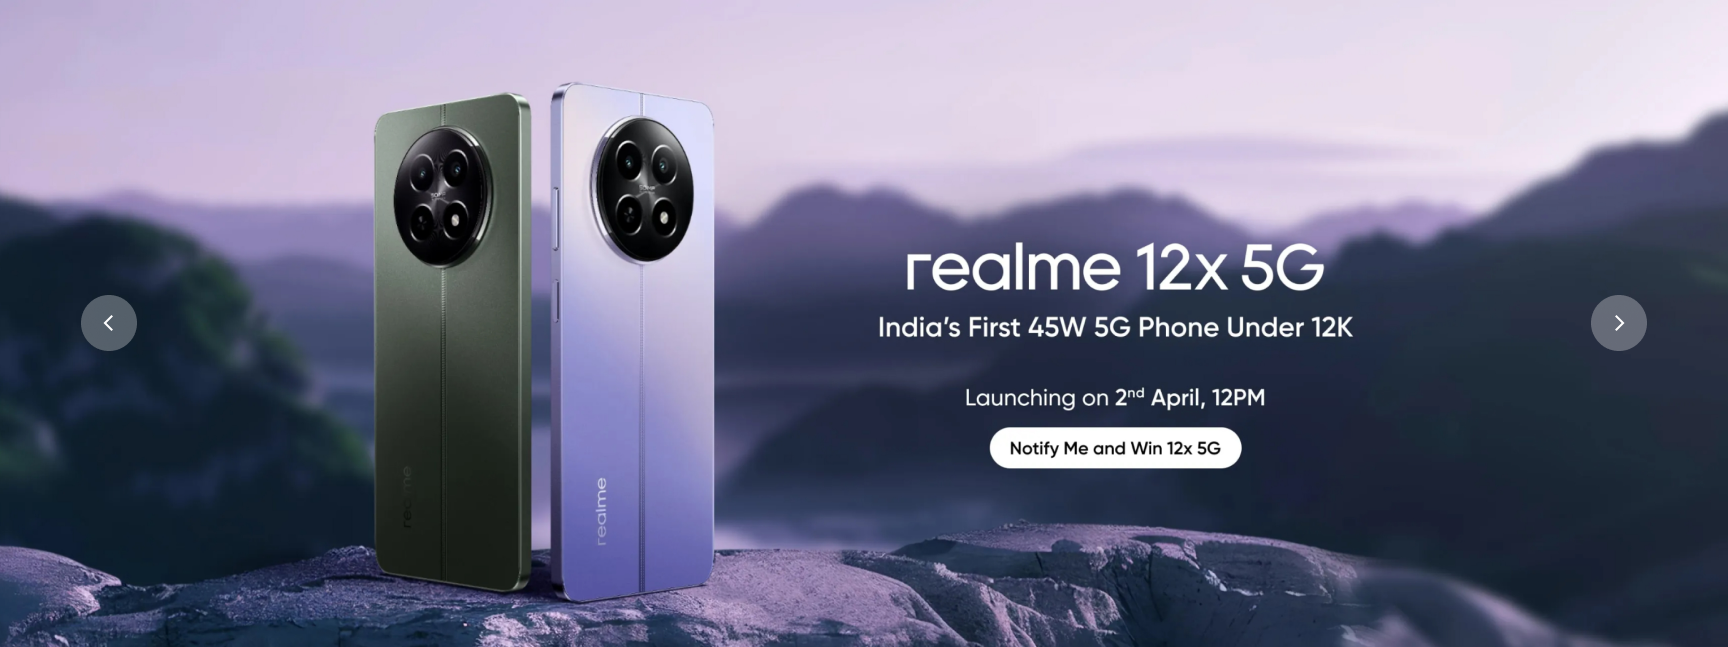 realme
realme
realme 12x 5G
India's First 45W 5G Phone Under 12K
Launching on 2nd April, 12PM
Notify Me and Win 12x 5G